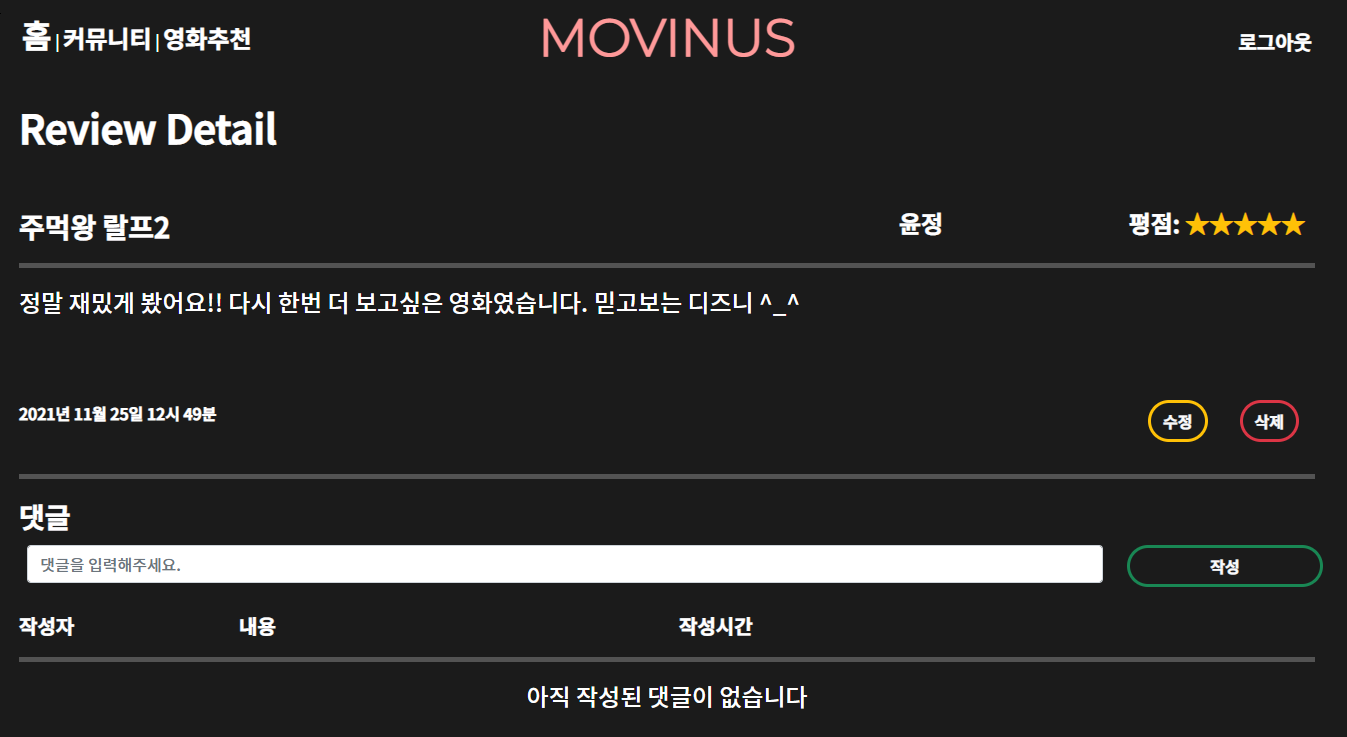 홈 | 커뮤니티 | 영화추천 MOVINUS 로그아웃
Review Detail
주먹왕 랄프2 윤정 평점: ★★★★★
정말 재밌게 봤어요!! 다시 한번 더 보고싶은 영화였습니다. 믿고보는 디즈니 ^_^
2021년 11월 25일 12시 49분 수정 삭제
댓글
댓글을 입력해주세요. 작성
작성자 내용 작성시간
아직 작성된 댓글이 없습니다